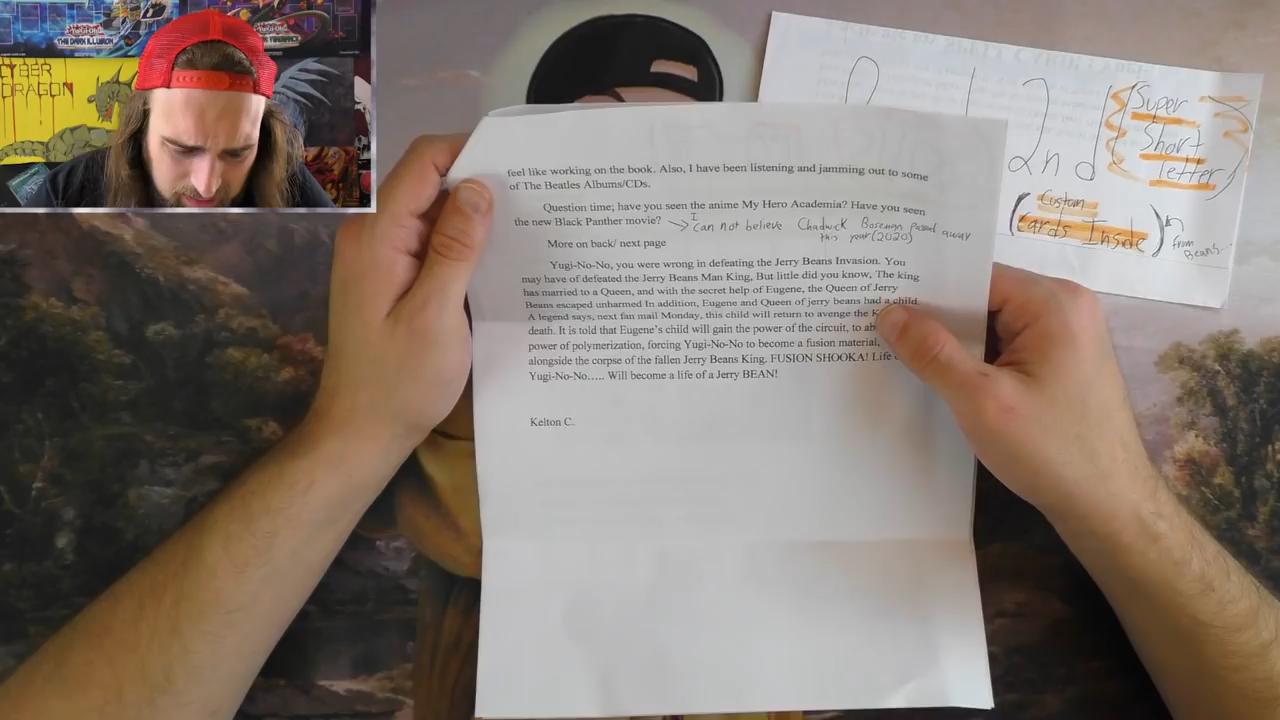 THE DARK ILLUSION
CYBER
DRAGON
feel like working on the book. Also, I have been listening and jamming out to some
of The Beatles Albums/CDs.
Question time; have you seen the anime My Hero Academia? Have you seen
the new Black Panther movie? I can not believe Chadwick Boseman passed away
this year (2020)
More on back/ next page
Yugi-No-No, you were wrong in defeating the Jerry Beans Invasion. You
may have of defeated the Jerry Beans Man King, But little did you know, The king
has married to a Queen, and with the secret help of Eugene, the Queen of Jerry
Beans escaped unharmed In addition, Eugene and Queen of jerry beans had a child.
A legend says, next fan mail Monday, this child will return to avenge the
death. It is told that Eugene's child will gain the power of the circuit, to
power of polymerization, forcing Yugi-No-No to become a fusion material,
alongside the corpse of the fallen Jerry Beans King. FUSION SHOOKA! Life
Yugi-No-No..... Will become a life of a Jerry BEAN!
Kelton C.
2nd
Super
Short
letter
(Custom
Cards Inside)
from
Beans...